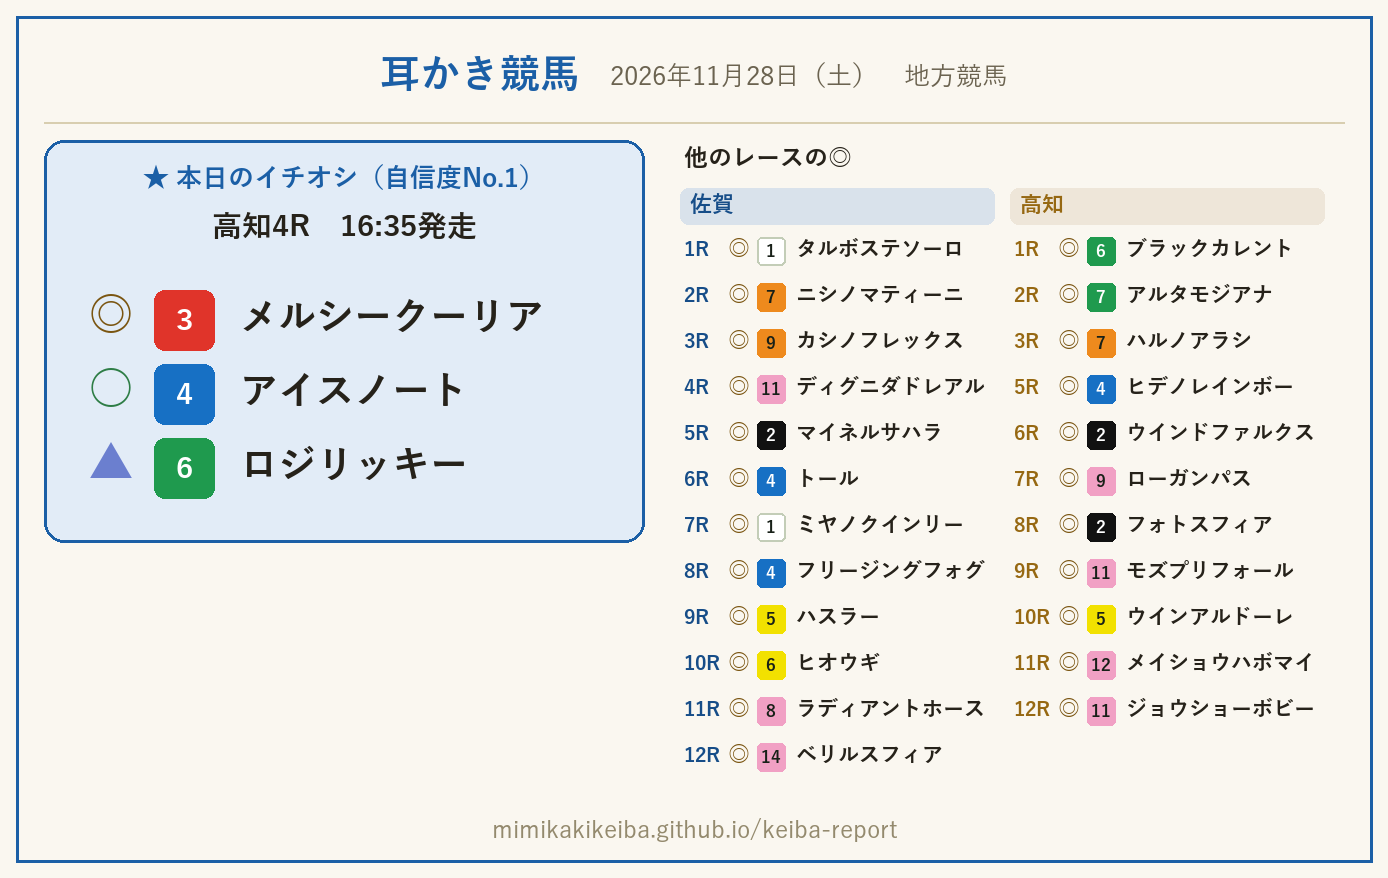 耳かき競馬 2026年11月28日（土） 地方競馬
★ 本日のイチオシ（自信度No.1）
高知4R 16:35発走
◎ 3 メルシークーリア
○ 4 アイスノート
▲ 6 ロジリッキー
他のレースの◎
佐賀
1R ◎ 1 タルボステソーロ
2R ◎ 7 ニシノマティーニ
3R ◎ 9 カシノフレックス
4R ◎ 11 ディグニダドレアル
5R ◎ 2 マイネルサハラ
6R ◎ 4 トール
7R ◎ 1 ミヤノクインリー
8R ◎ 4 フリージングフォグ
9R ◎ 5 ハスラー
10R ◎ 6 ヒオウギ
11R ◎ 8 ラディアントホース
12R ◎ 14 ベリルスフィア
高知
1R ◎ 6 ブラックカレント
2R ◎ 7 アルタモジアナ
3R ◎ 7 ハルノアラシ
5R ◎ 4 ヒデノレインボー
6R ◎ 2 ウインドファルクス
7R ◎ 9 ローガンパス
8R ◎ 2 フォトスフィア
9R ◎ 11 モズプリフォール
10R ◎ 5 ウインアルドーレ
11R ◎ 12 メイショウハボマイ
12R ◎ 11 ジョウショーボビー
mimikakikeiba.github.io/keiba-report